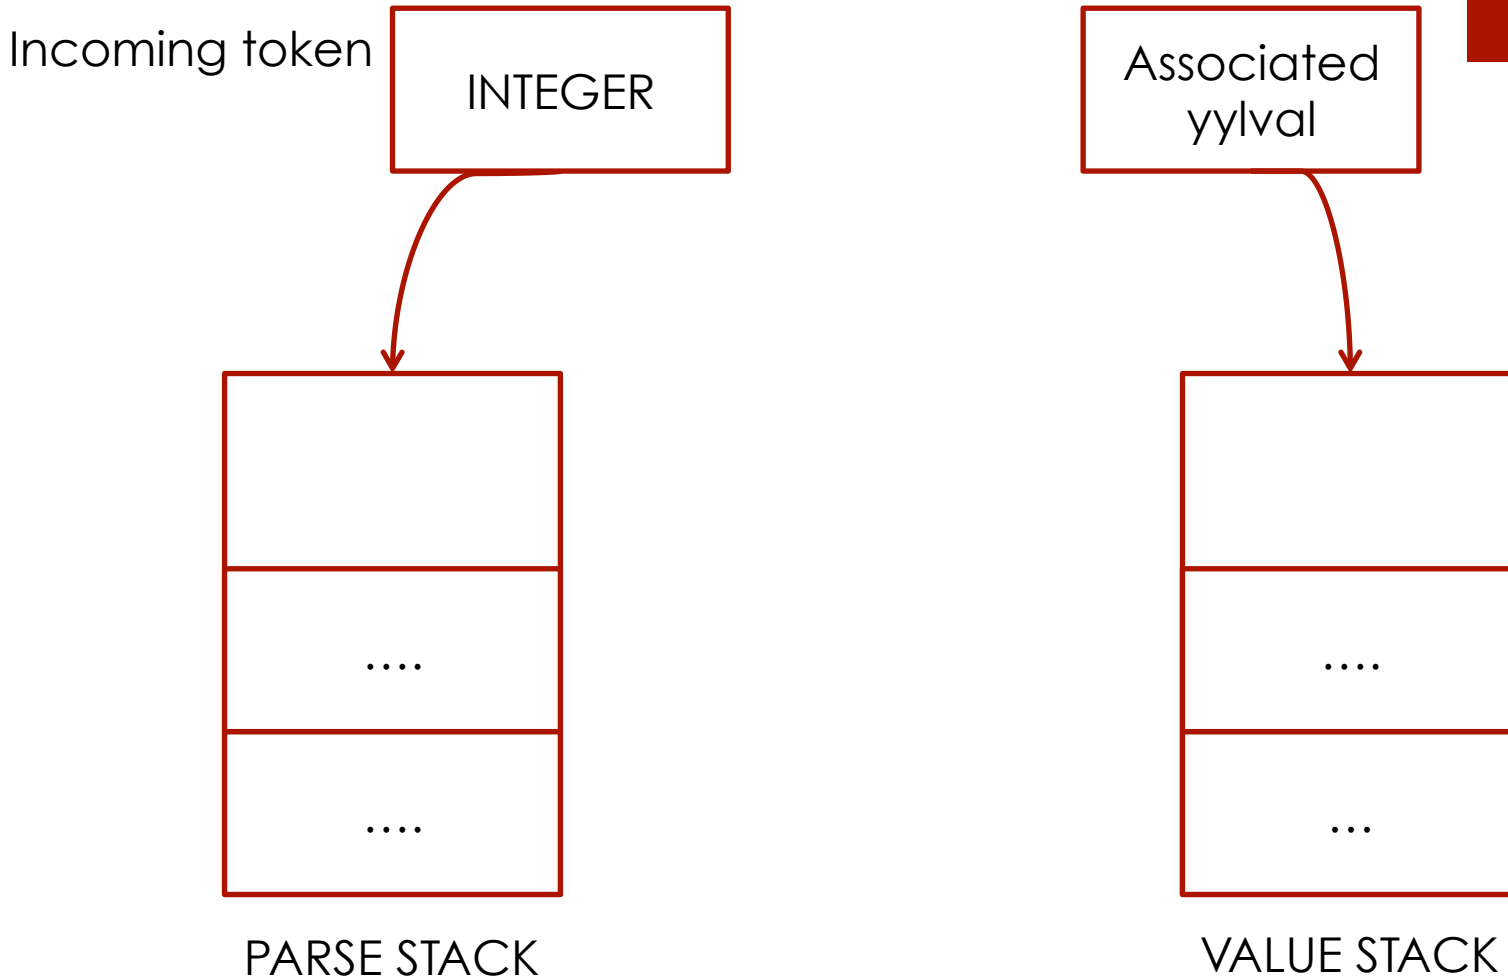 Incoming token
INTEGER
Associated
yylval
....
....
....
...
PARSE STACK
VALUE STACK